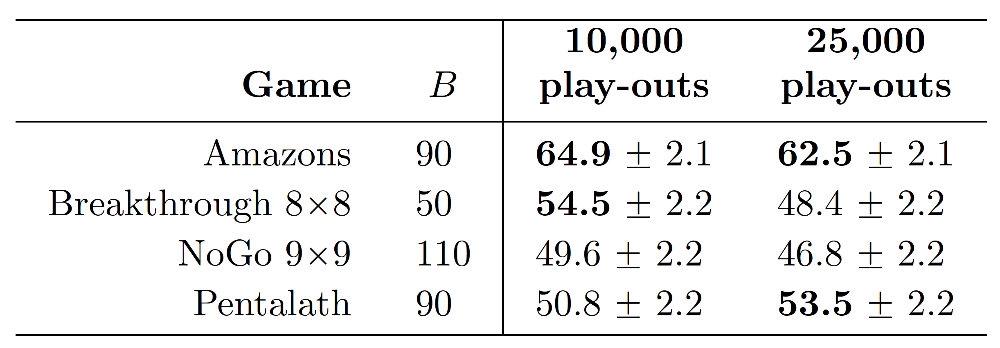 10,000 25,000
Game B play-outs play-outs
Amazons 90 64.9 ± 2.1 62.5 ± 2.1
Breakthrough 8×8 50 54.5 ± 2.2 48.4 ± 2.2
NoGo 9×9 110 49.6 ± 2.2 46.8 ± 2.2
Pentalath 90 50.8 ± 2.2 53.5 ± 2.2